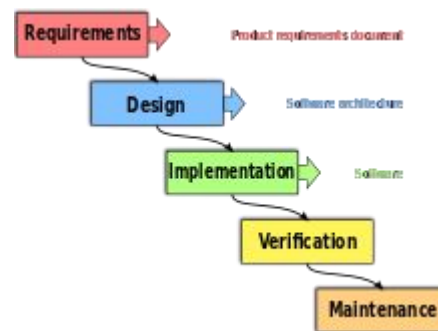 Requirements
Product requirements document
Design
Software architecture
Implementation
Software
Verification
Maintenance